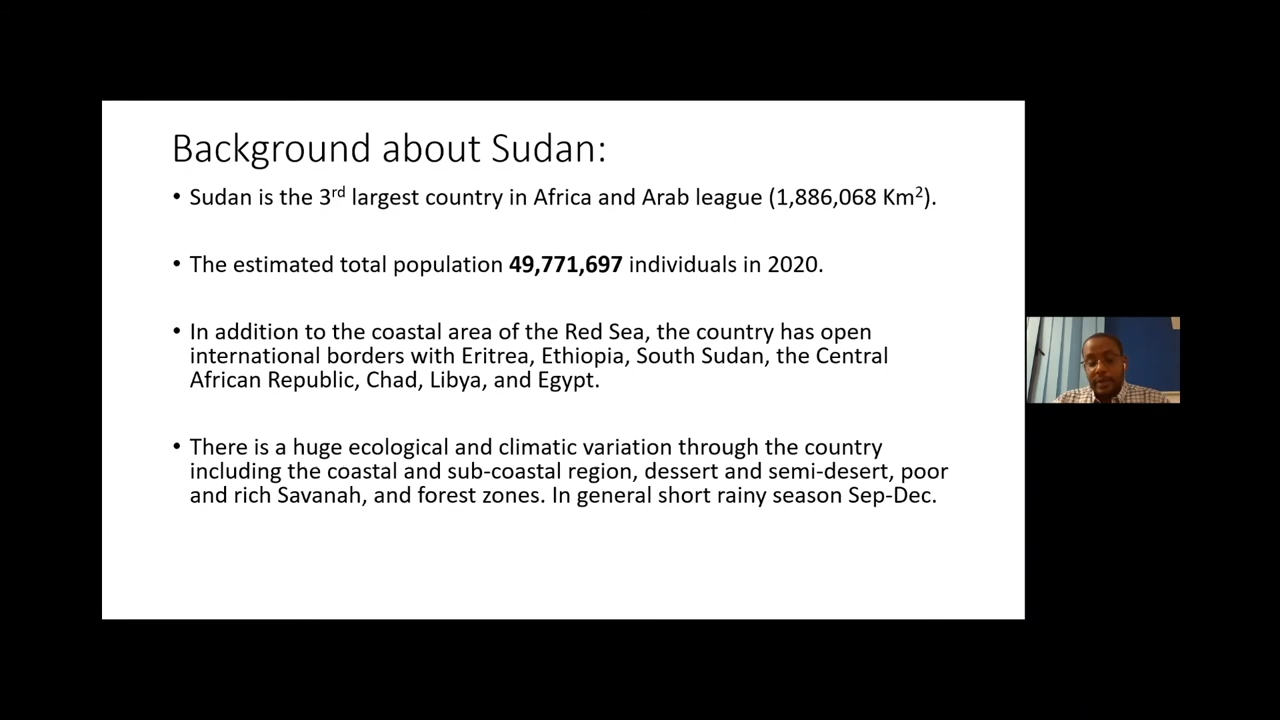 Background about Sudan:
• Sudan is the 3rd largest country in Africa and Arab league (1,886,068 Km2).
• The estimated total population 49,771,697 individuals in 2020.
• In addition to the coastal area of the Red Sea, the country has open
international borders with Eritrea, Ethiopia, South Sudan, the Central
African Republic, Chad, Libya, and Egypt.
• There is a huge ecological and climatic variation through the country
including the coastal and sub-coastal region, dessert and semi-desert, poor
and rich Savanah, and forest zones. In general short rainy season Sep-Dec.